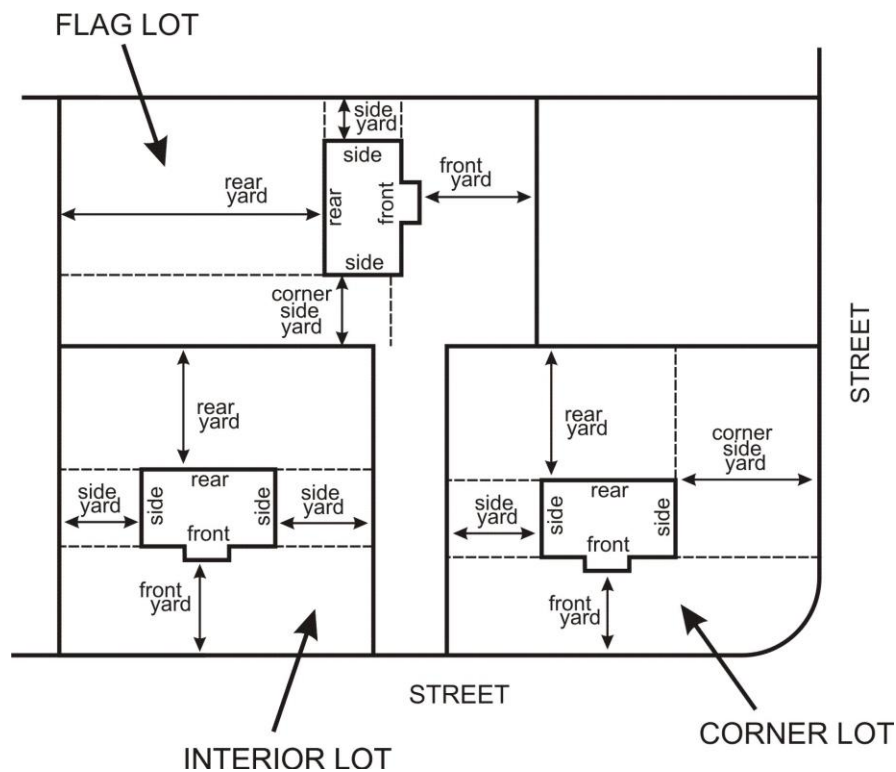 FLAG LOT
side
yard
side
rear
yard
rear
front
front
yard
side
corner
side
yard
STREET
rear
yard
rear
side
yard
side
side
side
yard
front
front
yard
rear
yard
corner
side
yard
rear
side
yard
side
side
front
front
yard
STREET
INTERIOR LOT
CORNER LOT